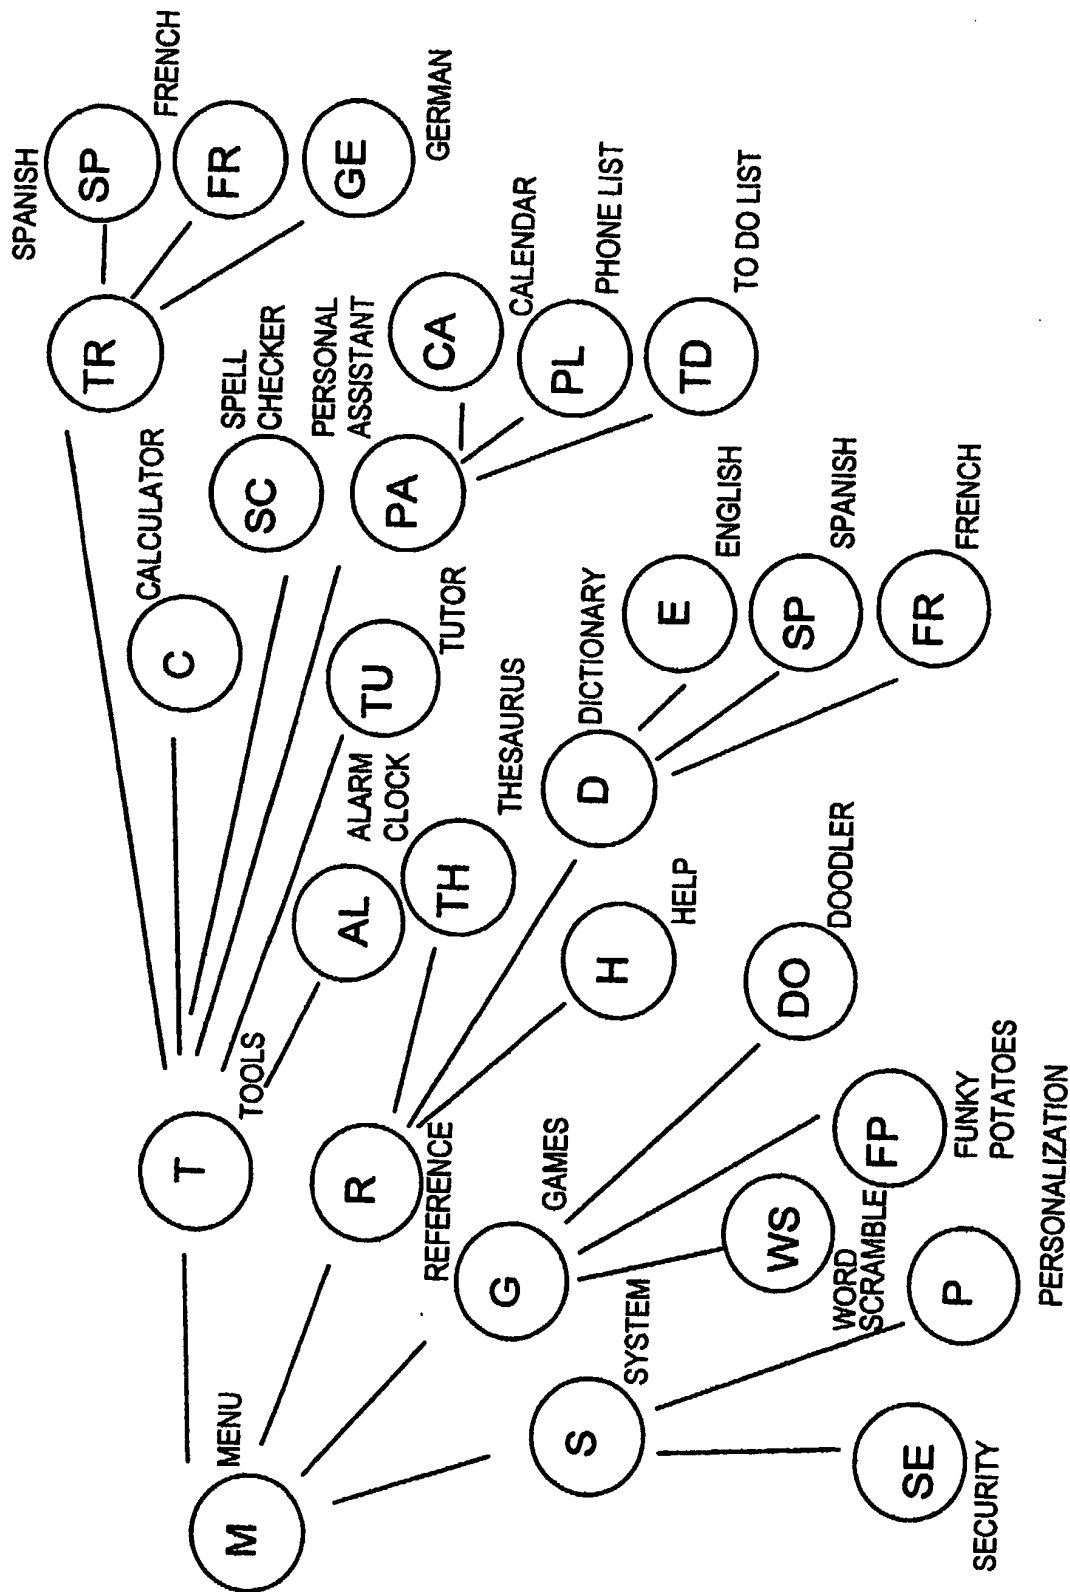 M
MENU
T
TOOLS
TR
SP
SPANISH
FR
FRENCH
GE
GERMAN
C
CALCULATOR
SC
SPELL
CHECKER
PA
PERSONAL
ASSISTANT
CA
CALENDAR
PL
PHONE LIST
TD
TO DO LIST
TU
TUTOR
AL
ALARM
CLOCK
R
REFERENCE
TH
THESAURUS
D
DICTIONARY
E
ENGLISH
SP
SPANISH
FR
FRENCH
H
HELP
G
GAMES
DO
DOODLER
FP
FUNKY
POTATOES
WS
WORD
SCRAMBLE
S
SYSTEM
P
PERSONALIZATION
SE
SECURITY